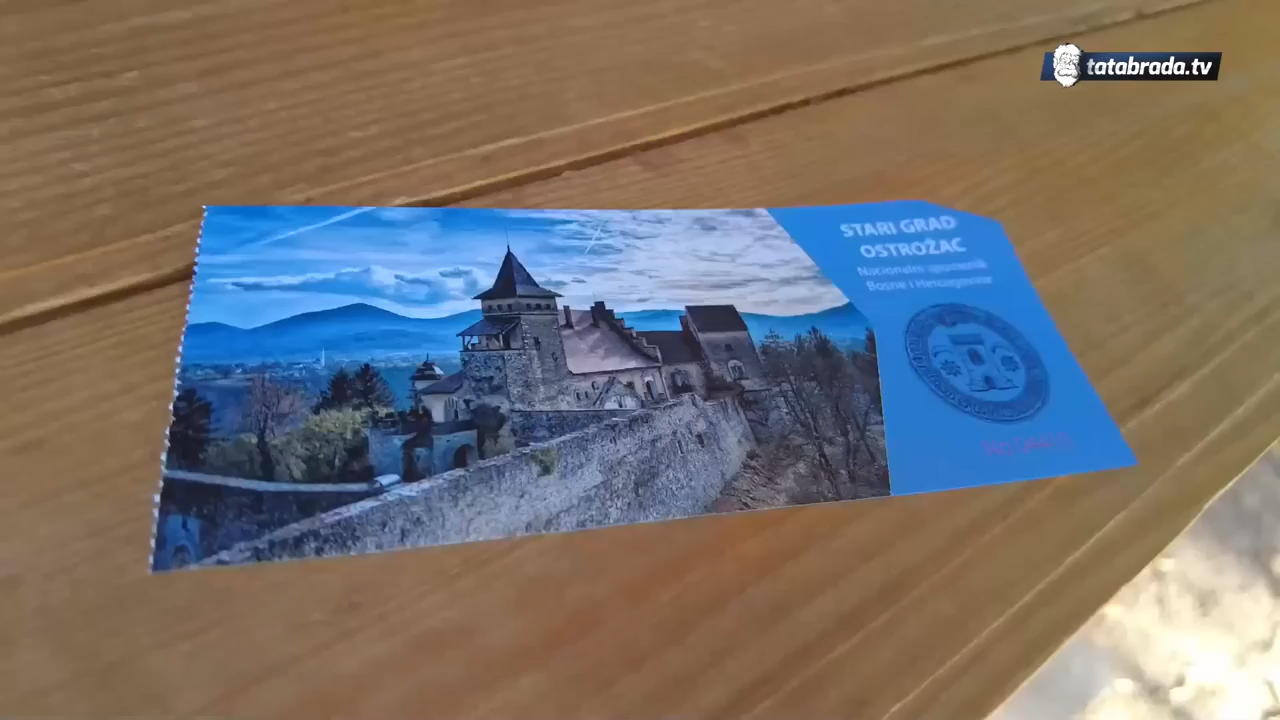 tatabrada.tv
STARI GRAD
OSTROŽAC
Nacionalni spomenik
Bosne i Hercegovine